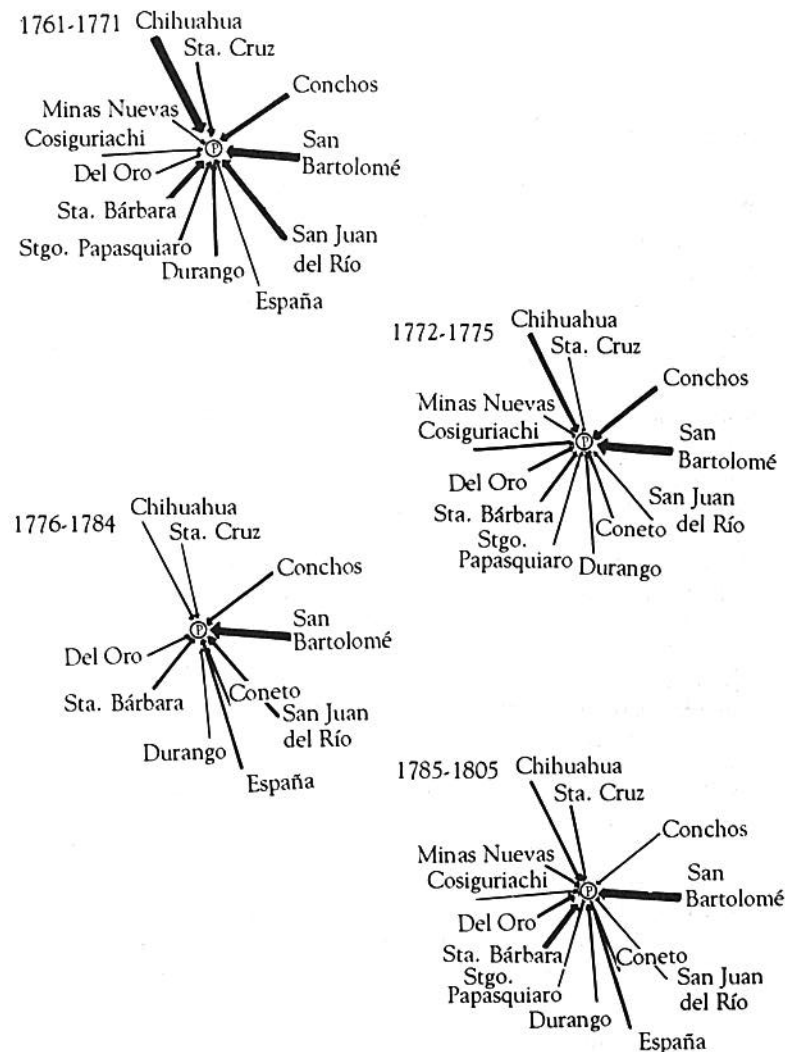 1761-1771
Chihuahua
Sta. Cruz
Conchos
Minas Nuevas
Cosiguriachi
P
San
Bartolomé
Del Oro
Sta. Bárbara
Stgo. Papasquiaro
San Juan
del Río
Durango
España
1772-1775
Chihuahua
Sta. Cruz
Conchos
Minas Nuevas
Cosiguriachi
P
San
Bartolomé
Del Oro
Sta. Bárbara
San Juan
del Río
Coneto
Stgo.
Papasquiaro
Durango
1776-1784
Chihuahua
Sta. Cruz
Conchos
P
San
Bartolomé
Del Oro
Sta. Bárbara
Coneto
San Juan
del Río
Durango
España
1785-1805
Chihuahua
Sta. Cruz
Conchos
Minas Nuevas
Cosiguriachi
P
San
Bartolomé
Del Oro
Sta. Bárbara
Coneto
Stgo.
Papasquiaro
San Juan
del Río
Durango
España